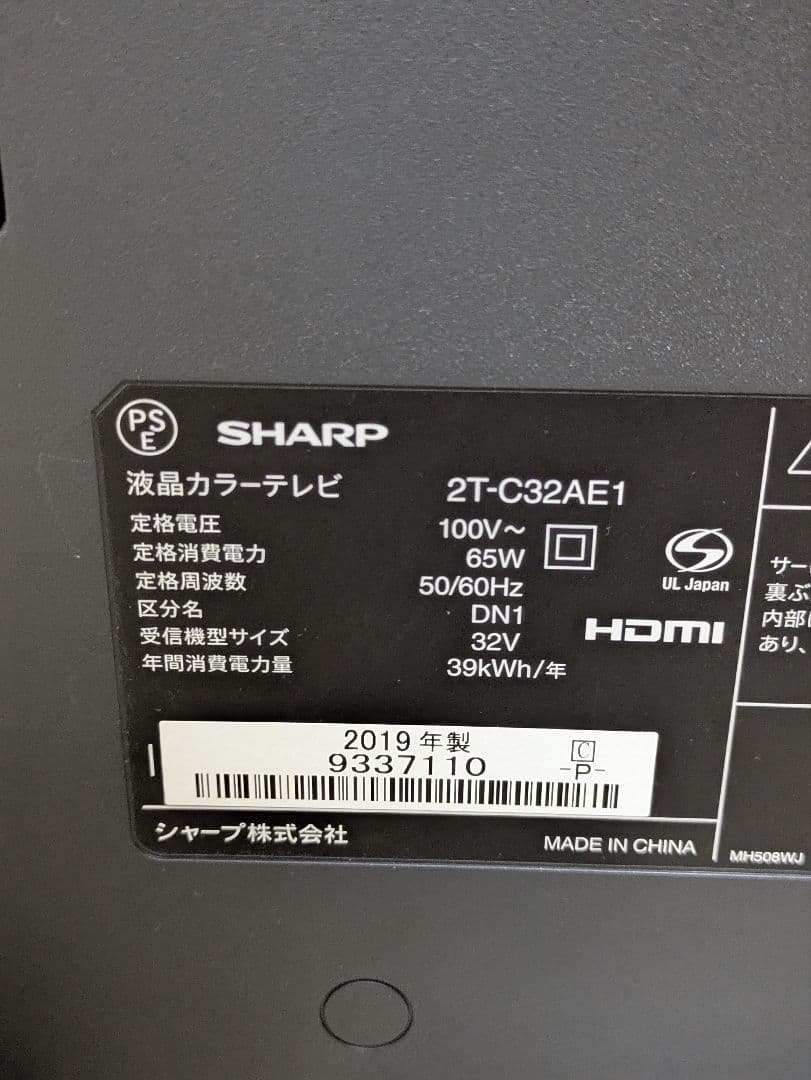 PS
E
SHARP
液晶カラーテレビ 2T-C32AE1
定格電圧 100V～
定格消費電力 65W
定格周波数 50/60Hz
区分名 DN1
受信機型サイズ 32V
年間消費電力量 39kWh/年
UL Japan
HDMI
サー
裏ぶ
内部
あり、
2019年製
9337110
C
-P-
シャープ株式会社
MADE IN CHINA
MH508WJ